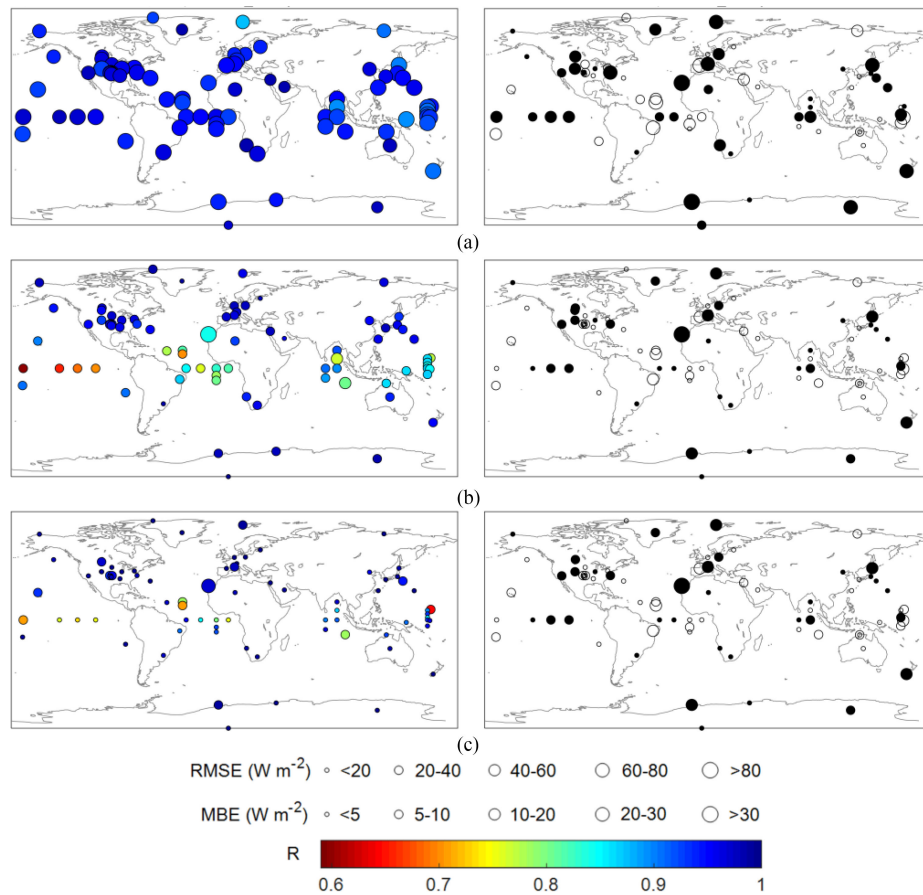 (a)
(b)
(c)
RMSE (W m⁻²) <20 20-40 40-60 60-80 >80
MBE (W m⁻²) <5 5-10 10-20 20-30 >30
R
0.6 0.7 0.8 0.9 1